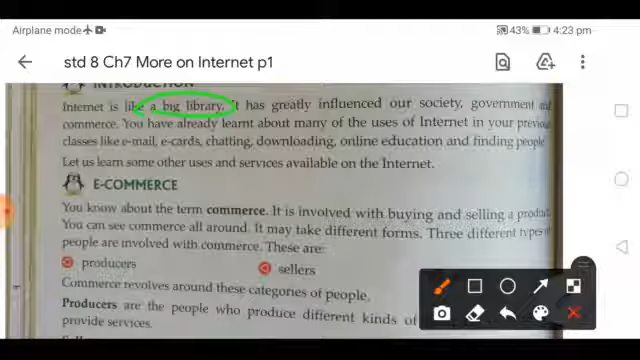 Airplane mode 43% 4:23 pm
std 8 Ch7 More on Internet p1
INTRODUCTION
Internet is like a big library. It has greatly influenced our society, government and
commerce. You have already learnt about many of the uses of Internet in your previous
classes like e-mail, e-cards, chatting, downloading, online education and finding people
Let us learn some other uses and services available on the Internet.
E-COMMERCE
You know about the term commerce. It is involved with buying and selling a product.
You can see commerce all around. It may take different forms. Three different types of
people are involved with commerce. These are:
producers sellers
Commerce revolves around these categories of people.
Producers are the people who produce different kinds of
provide services.